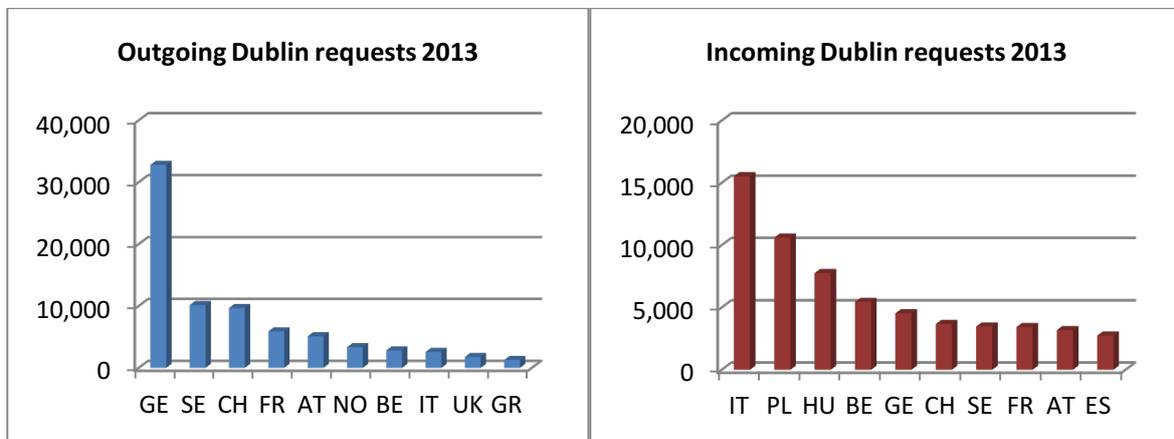 Outgoing Dublin requests 2013
40,000
30,000
20,000
10,000
0
GE SE CH FR AT NO BE IT UK GR
Incoming Dublin requests 2013
20,000
15,000
10,000
5,000
0
IT PL HU BE GE CH SE FR AT ES